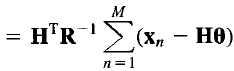 = H^T R^{-1} \sum_{n=1}^{M} (x_n − Hθ)